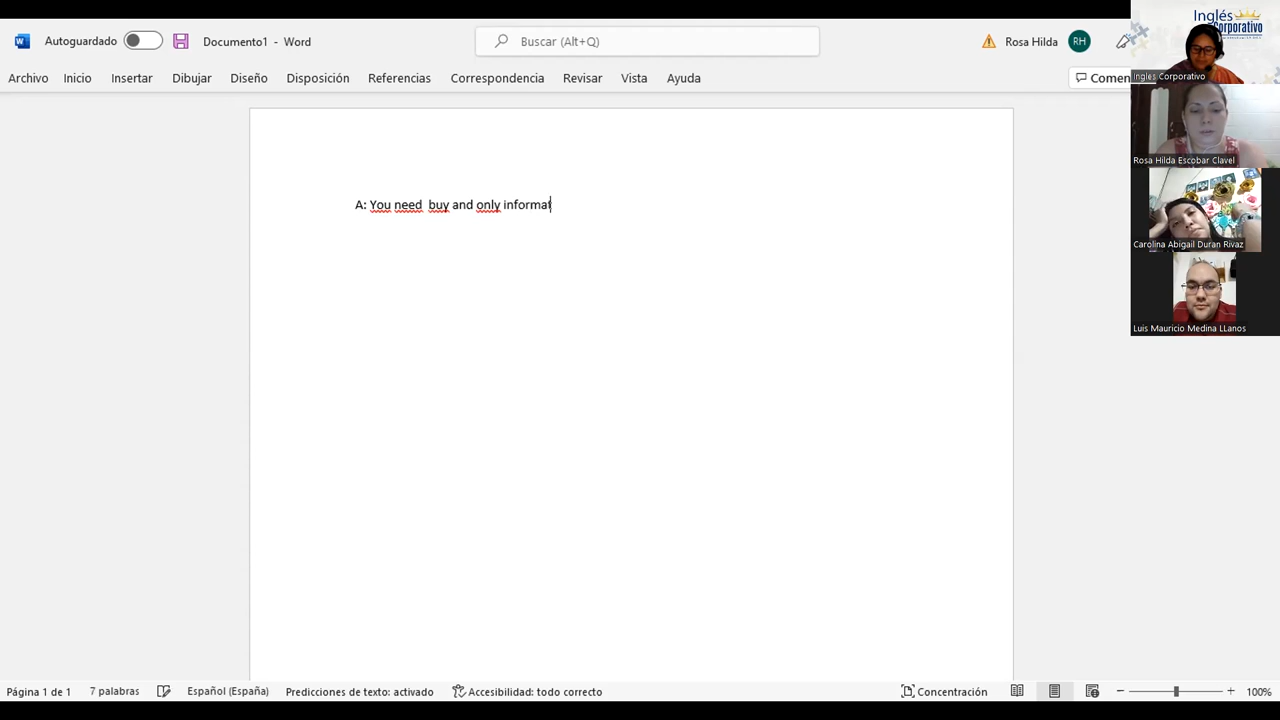 Autoguardado
Documento1 - Word
Buscar (Alt+Q)
Rosa Hilda
RH
Inglés
Corporativo
Archivo Inicio Insertar Dibujar Diseño Disposición Referencias Correspondencia Revisar Vista Ayuda
Comen
Ingles Corporativo
Rosa Hilda Escobar Clavel
Carolina Abigail Duran Rivaz
Luis Mauricio Medina LLanos
A: You need buy and only informat
Página 1 de 1 7 palabras Español (España) Predicciones de texto: activado Accesibilidad: todo correcto Concentración 100%